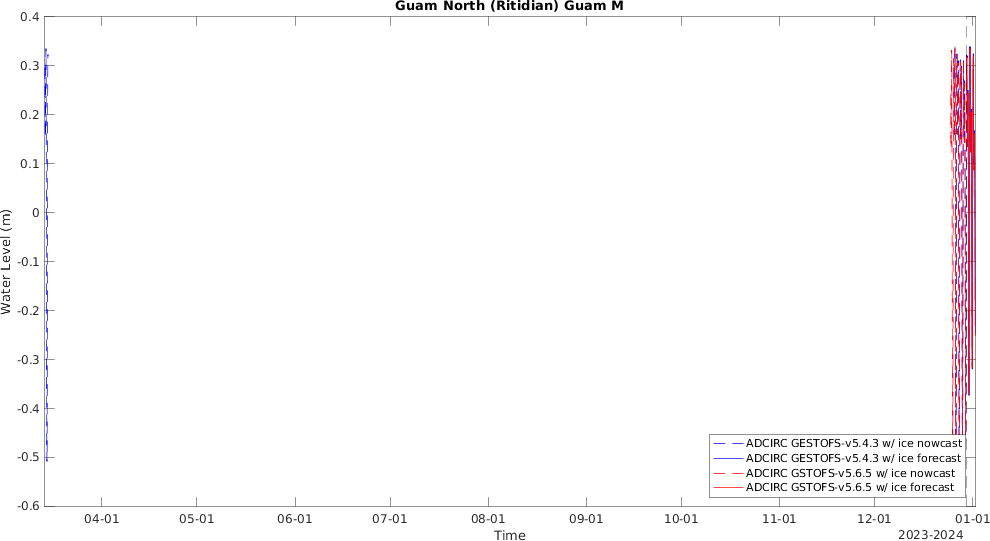 Guam North (Ritidian) Guam M
0.4
0.3
0.2
0.1
0
-0.1
-0.2
-0.3
-0.4
-0.5
-0.6
Water Level (m)
ADCIRC GESTOFS-v5.4.3 w/ ice nowcast
ADCIRC GESTOFS-v5.4.3 w/ ice forecast
ADCIRC GSTOFS-v5.6.5 w/ ice nowcast
ADCIRC GSTOFS-v5.6.5 w/ ice forecast
04-01 05-01 06-01 07-01 08-01 09-01 10-01 11-01 12-01 01-01
Time
2023-2024